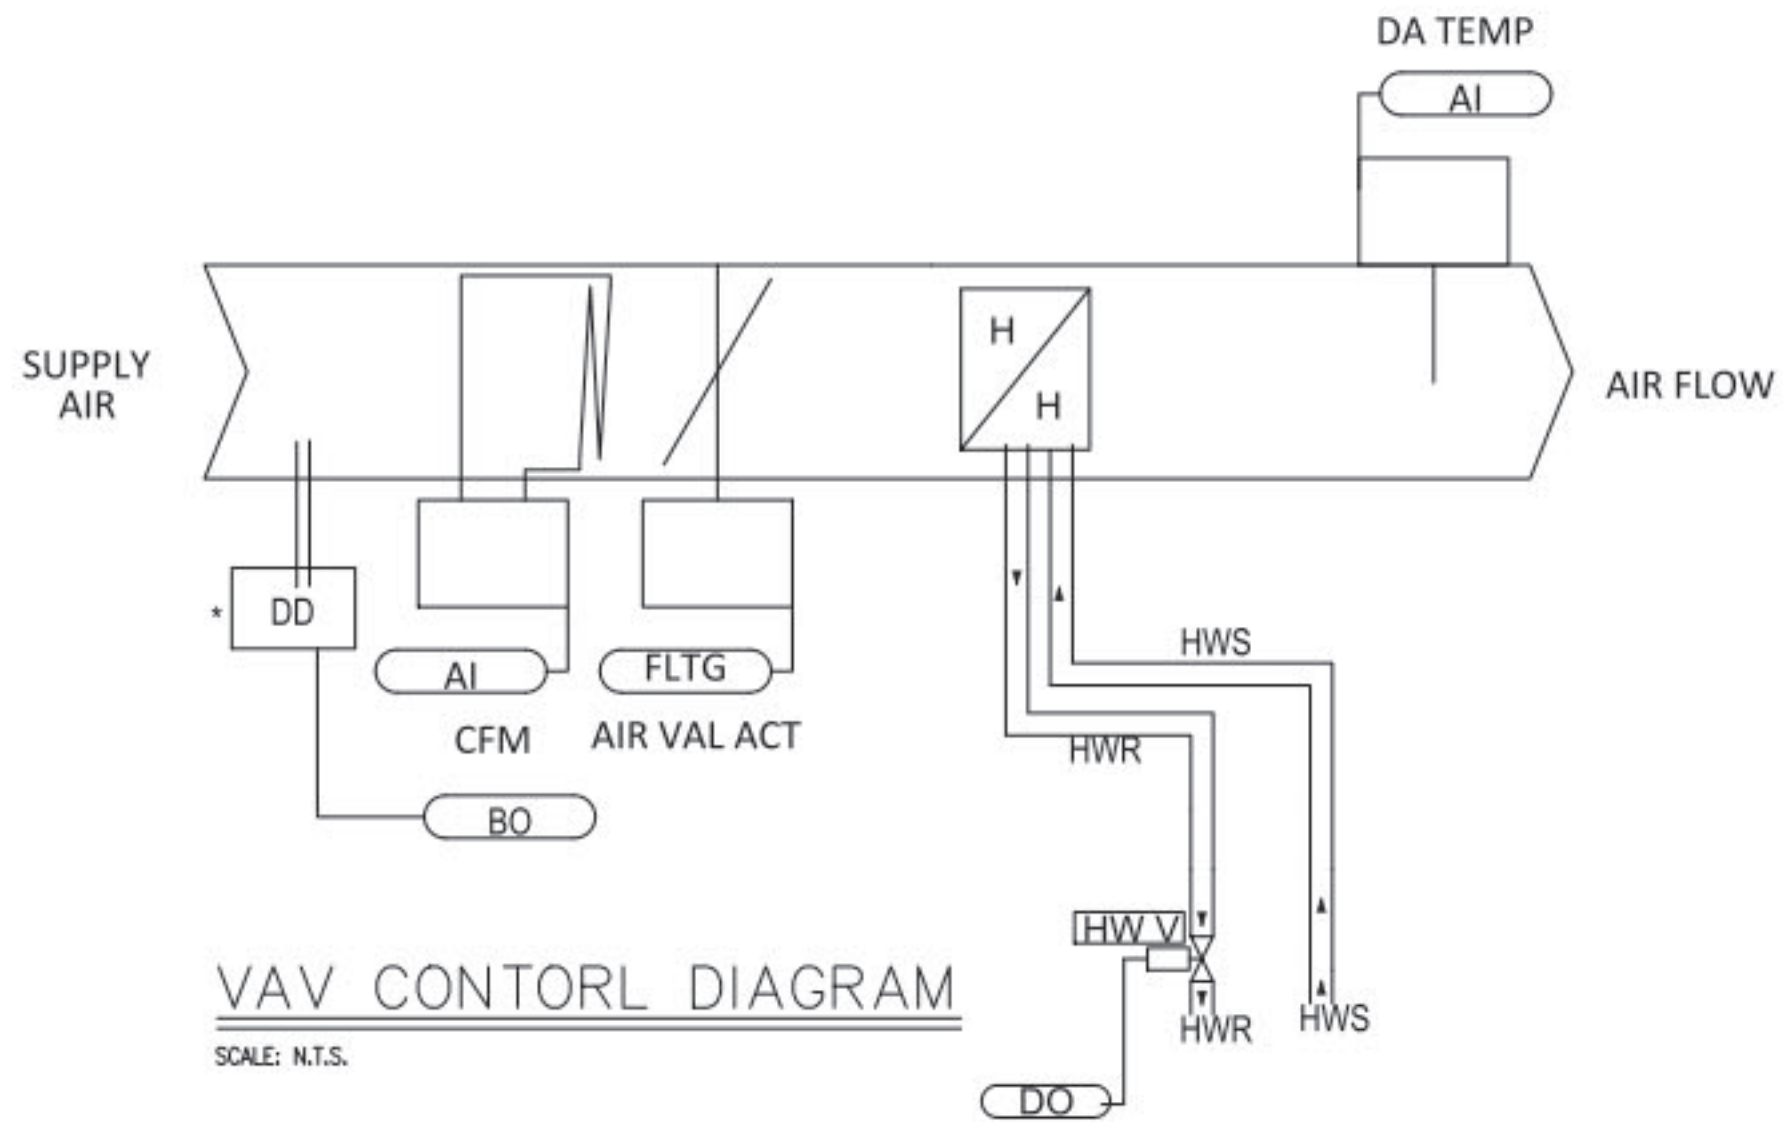 DA TEMP
AI
SUPPLY
AIR
H
H
AIR FLOW
* DD
AI
FLTG
CFM
AIR VAL ACT
BO
HWS
HWR
HW V
HWR
HWS
DO
VAV CONTORL DIAGRAM
SCALE: N.T.S.